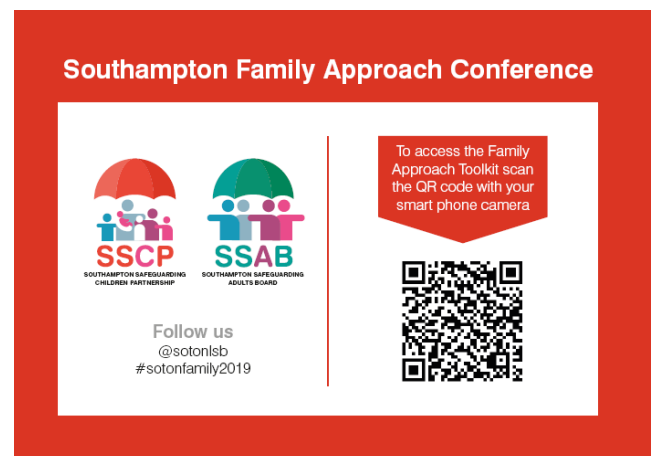 Southampton Family Approach Conference
SSCP
SOUTHAMPTON SAFEGUARDING
CHILDREN PARTNERSHIP
SSAB
SOUTHAMPTON SAFEGUARDING
ADULTS BOARD
Follow us
@sotonlsb
#sotonfamily2019
To access the Family
Approach Toolkit scan
the QR code with your
smart phone camera